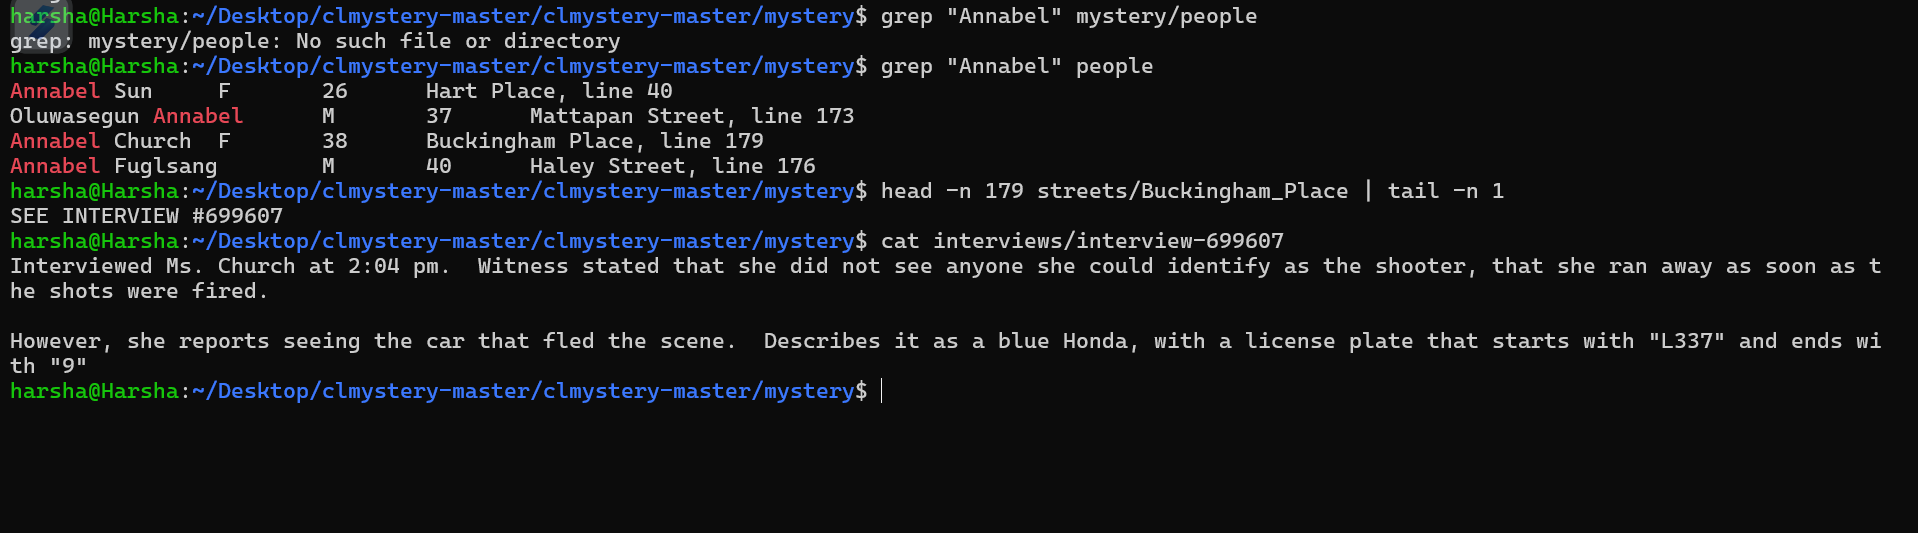 harsha@Harsha:~/Desktop/clmystery-master/clmystery-master/mystery$ grep "Annabel" mystery/people
grep: mystery/people: No such file or directory
harsha@Harsha:~/Desktop/clmystery-master/clmystery-master/mystery$ grep "Annabel" people
Annabel Sun     F       26      Hart Place, line 40
Oluwasegun Annabel      M       37      Mattapan Street, line 173
Annabel Church  F       38      Buckingham Place, line 179
Annabel Fuglsang        M       40      Haley Street, line 176
harsha@Harsha:~/Desktop/clmystery-master/clmystery-master/mystery$ head -n 179 streets/Buckingham_Place | tail -n 1
SEE INTERVIEW #699607
harsha@Harsha:~/Desktop/clmystery-master/clmystery-master/mystery$ cat interviews/interview-699607
Interviewed Ms. Church at 2:04 pm.  Witness stated that she did not see anyone she could identify as the shooter, that she ran away as soon as t
he shots were fired.

However, she reports seeing the car that fled the scene.  Describes it as a blue Honda, with a license plate that starts with "L337" and ends wi
th "9"
harsha@Harsha:~/Desktop/clmystery-master/clmystery-master/mystery$